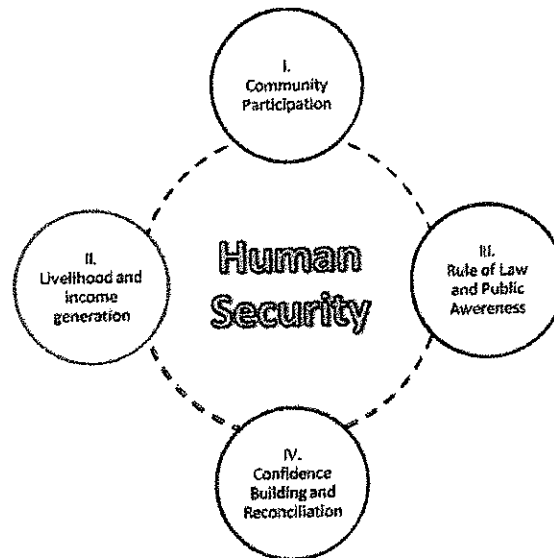 I.
Community
Participation
II.
Livelihood and
income
generation
Human
Security
III.
Rule of Law
and Public
Awereness
IV.
Confidence
Building and
Reconciliation